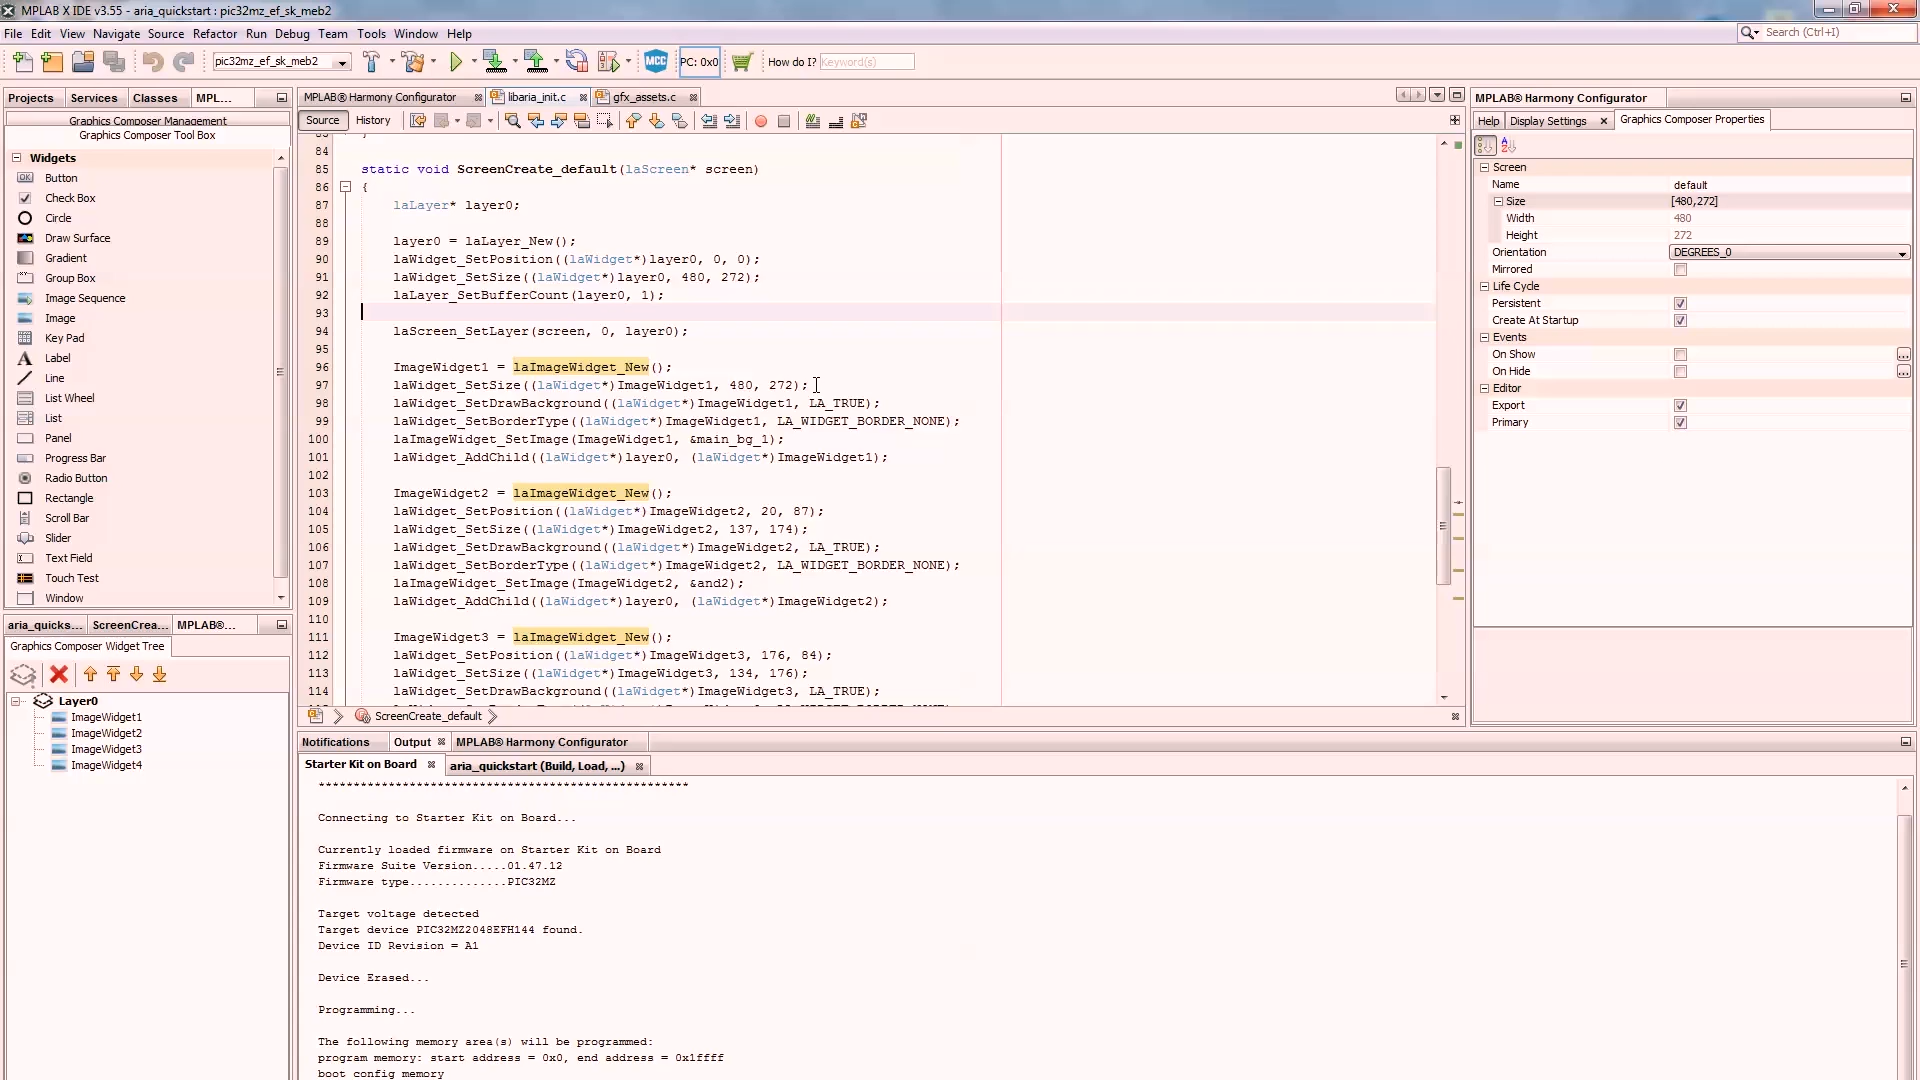 MPLAB X IDE v3.55 - aria_quickstart : pic32mz_ef_sk_meb2
File Edit View Navigate Source Refactor Run Debug Team Tools Window Help
Search (Ctrl+I)
pic32mz_ef_sk_meb2
MCC
PC: 0x0
How do I? Keyword(s)
Projects Services Classes MPL...
Graphics Composer Management
Graphics Composer Tool Box
Widgets
Button
Check Box
Circle
Draw Surface
Gradient
Group Box
Image Sequence
Image
Key Pad
Label
Line
List Wheel
List
Panel
Progress Bar
Radio Button
Rectangle
Scroll Bar
Slider
Text Field
Touch Test
Window
aria_quicks... ScreenCrea... MPLAB®...
Graphics Composer Widget Tree
Layer0
ImageWidget1
ImageWidget2
ImageWidget3
ImageWidget4
MPLAB® Harmony Configurator libaria_init.c gfx_assets.c
Source History
84
85 static void ScreenCreate_default(laScreen* screen)
86 {
87 laLayer* layer0;
88
89 layer0 = laLayer_New();
90 laWidget_SetPosition((laWidget*)layer0, 0, 0);
91 laWidget_SetSize((laWidget*)layer0, 480, 272);
92 laLayer_SetBufferCount(layer0, 1);
93
94 laScreen_SetLayer(screen, 0, layer0);
95
96 ImageWidget1 = laImageWidget_New();
97 laWidget_SetSize((laWidget*)ImageWidget1, 480, 272);
98 laWidget_SetDrawBackground((laWidget*)ImageWidget1, LA_TRUE);
99 laWidget_SetBorderType((laWidget*)ImageWidget1, LA_WIDGET_BORDER_NONE);
100 laImageWidget_SetImage(ImageWidget1, &main_bg_1);
101 laWidget_AddChild((laWidget*)layer0, (laWidget*)ImageWidget1);
102
103 ImageWidget2 = laImageWidget_New();
104 laWidget_SetPosition((laWidget*)ImageWidget2, 20, 87);
105 laWidget_SetSize((laWidget*)ImageWidget2, 137, 174);
106 laWidget_SetDrawBackground((laWidget*)ImageWidget2, LA_TRUE);
107 laWidget_SetBorderType((laWidget*)ImageWidget2, LA_WIDGET_BORDER_NONE);
108 laImageWidget_SetImage(ImageWidget2, &and2);
109 laWidget_AddChild((laWidget*)layer0, (laWidget*)ImageWidget2);
110
111 ImageWidget3 = laImageWidget_New();
112 laWidget_SetPosition((laWidget*)ImageWidget3, 176, 84);
113 laWidget_SetSize((laWidget*)ImageWidget3, 134, 176);
114 laWidget_SetDrawBackground((laWidget*)ImageWidget3, LA_TRUE);
ScreenCreate_default
Notifications Output MPLAB® Harmony Configurator
Starter Kit on Board aria_quickstart (Build, Load, ...)
*****************************************************
Connecting to Starter Kit on Board...
Currently loaded firmware on Starter Kit on Board
Firmware Suite Version.....01.47.12
Firmware type..............PIC32MZ
Target voltage detected
Target device PIC32MZ2048EFH144 found.
Device ID Revision = A1
Device Erased...
Programming...
The following memory area(s) will be programmed:
program memory: start address = 0x0, end address = 0x1ffff
boot config memory
MPLAB® Harmony Configurator
Help Display Settings Graphics Composer Properties
Screen
Name default
Size [480,272]
Width 480
Height 272
Orientation DEGREES_0
Mirrored
Life Cycle
Persistent
Create At Startup
Events
On Show
On Hide
Editor
Export
Primary